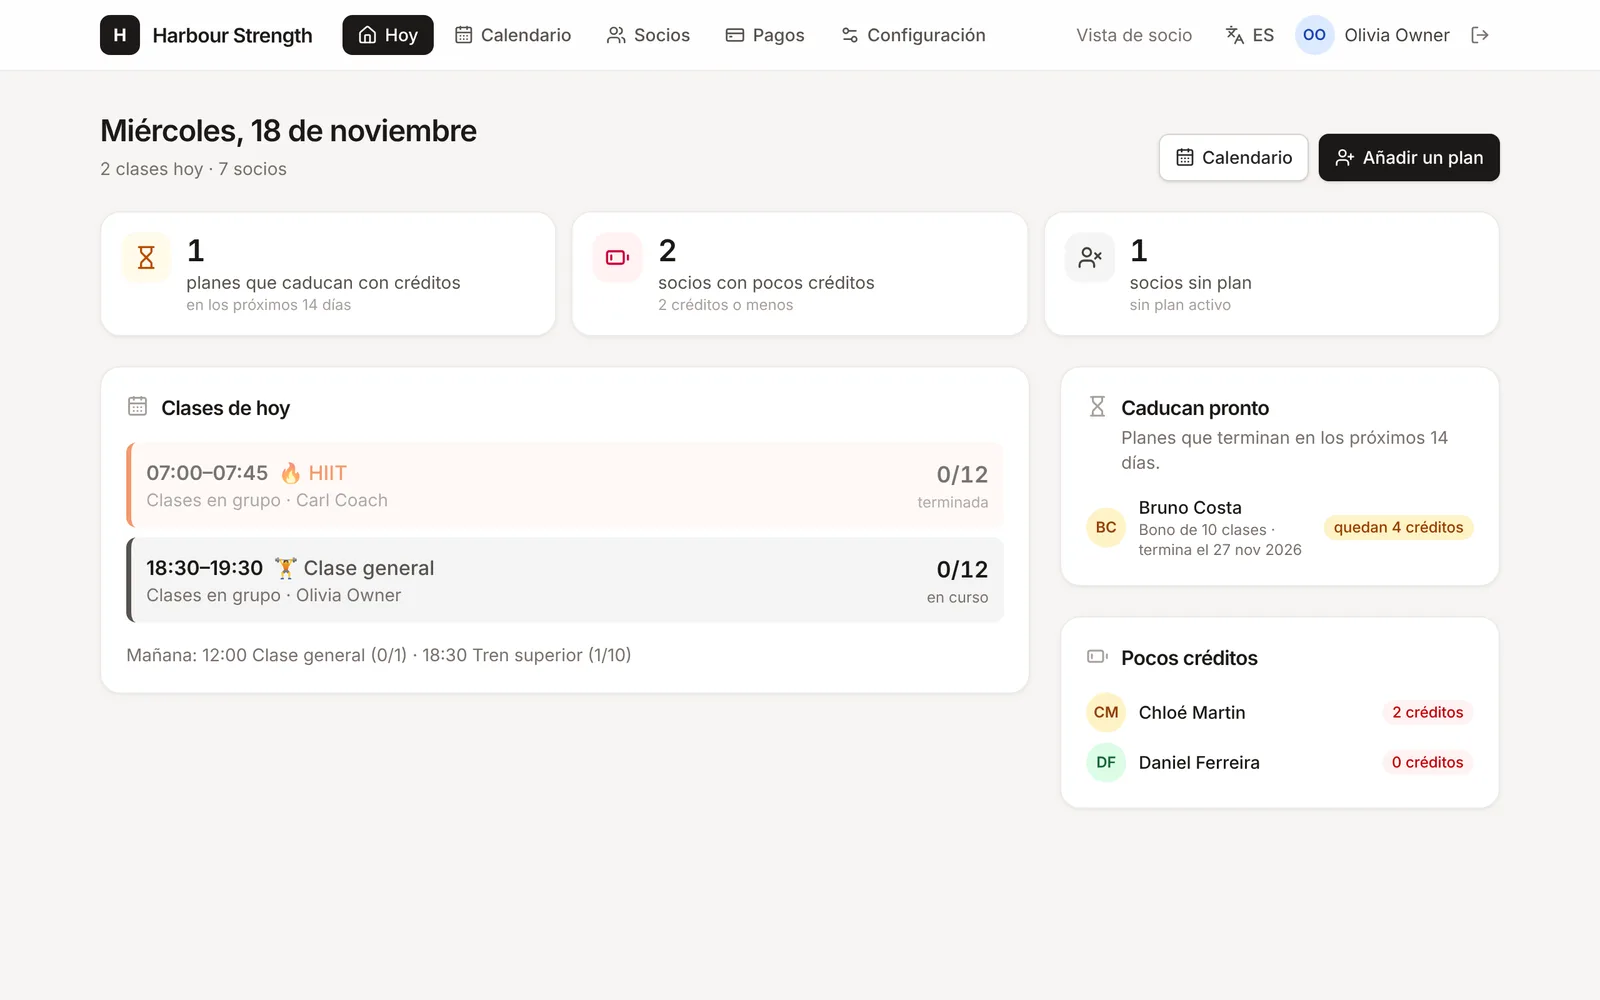 H Harbour Strength Hoy Calendario Socios Pagos Configuración Vista de socio ES OO Olivia Owner
Miércoles, 18 de noviembre
2 clases hoy · 7 socios
Calendario Añadir un plan
1
planes que caducan con créditos
en los próximos 14 días
2
socios con pocos créditos
2 créditos o menos
1
socios sin plan
sin plan activo
Clases de hoy
07:00–07:45 🔥 HIIT 0/12
Clases en grupo · Carl Coach terminada
18:30–19:30 🏋️ Clase general 0/12
Clases en grupo · Olivia Owner en curso
Mañana: 12:00 Clase general (0/1) · 18:30 Tren superior (1/10)
Caducan pronto
Planes que terminan en los próximos 14
días.
BC Bruno Costa
Bono de 10 clases ·
termina el 27 nov 2026
quedan 4 créditos
Pocos créditos
CM Chloé Martin 2 créditos
DF Daniel Ferreira 0 créditos